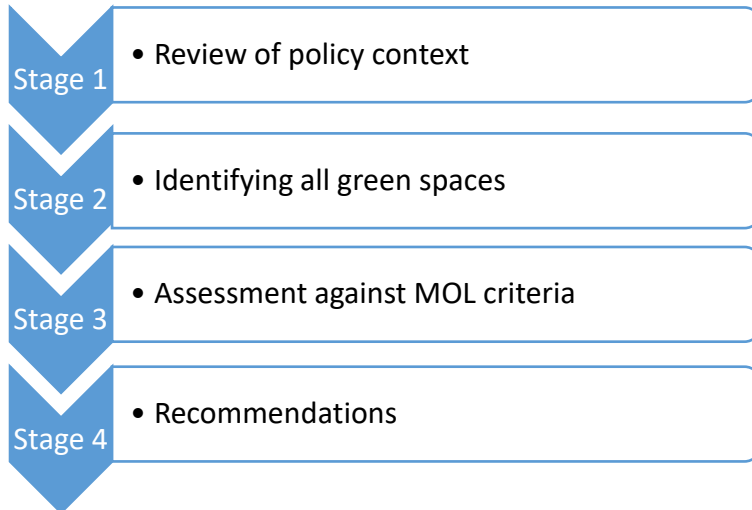 Stage 1
• Review of policy context
Stage 2
• Identifying all green spaces
Stage 3
• Assessment against MOL criteria
Stage 4
• Recommendations